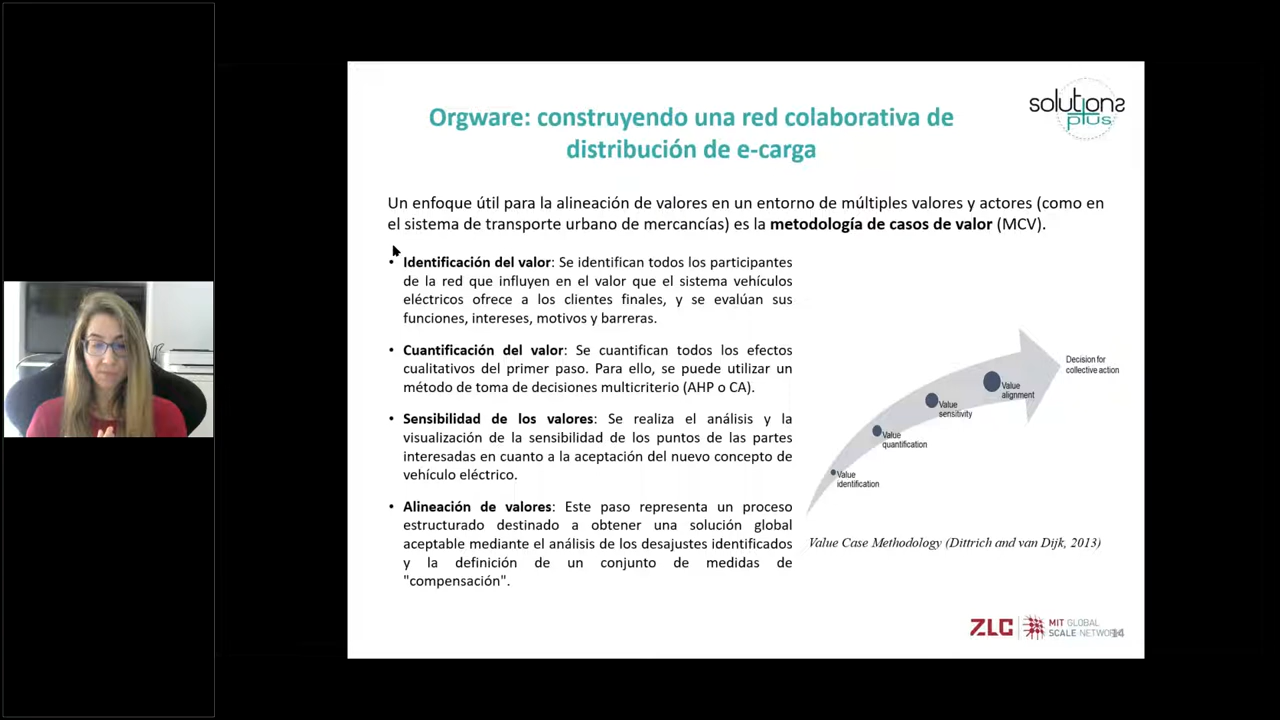 Orgware: construyendo una red colaborativa de
distribución de e-carga
solutions
plus
Un enfoque útil para la alineación de valores en un entorno de múltiples valores y actores (como en
el sistema de transporte urbano de mercancías) es la metodología de casos de valor (MCV).
• Identificación del valor: Se identifican todos los participantes
de la red que influyen en el valor que el sistema vehículos
eléctricos ofrece a los clientes finales, y se evalúan sus
funciones, intereses, motivos y barreras.
• Cuantificación del valor: Se cuantifican todos los efectos
cualitativos del primer paso. Para ello, se puede utilizar un
método de toma de decisiones multicriterio (AHP o CA).
• Sensibilidad de los valores: Se realiza el análisis y la
visualización de la sensibilidad de los puntos de las partes
interesadas en cuanto a la aceptación del nuevo concepto de
vehículo eléctrico.
• Alineación de valores: Este paso representa un proceso
estructurado destinado a obtener una solución global
aceptable mediante el análisis de los desajustes identificados
y la definición de un conjunto de medidas de
"compensación".
Decision for
collective action
Value
alignment
Value
sensitivity
Value
quantification
Value
identification
Value Case Methodology (Dittrich and van Dijk, 2013)
ZLC
MIT GLOBAL
SCALE NETWORK
14